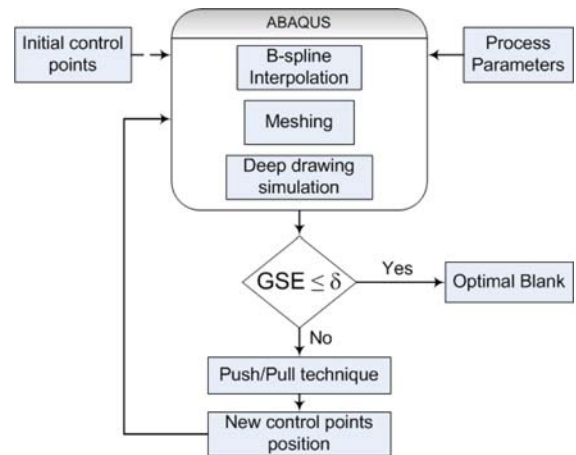 ABAQUS
Initial control
points
B-spline
Interpolation
Process
Parameters
Meshing
Deep drawing
simulation
GSE ≤ δ
Yes
Optimal Blank
No
Push/Pull technique
New control points
position